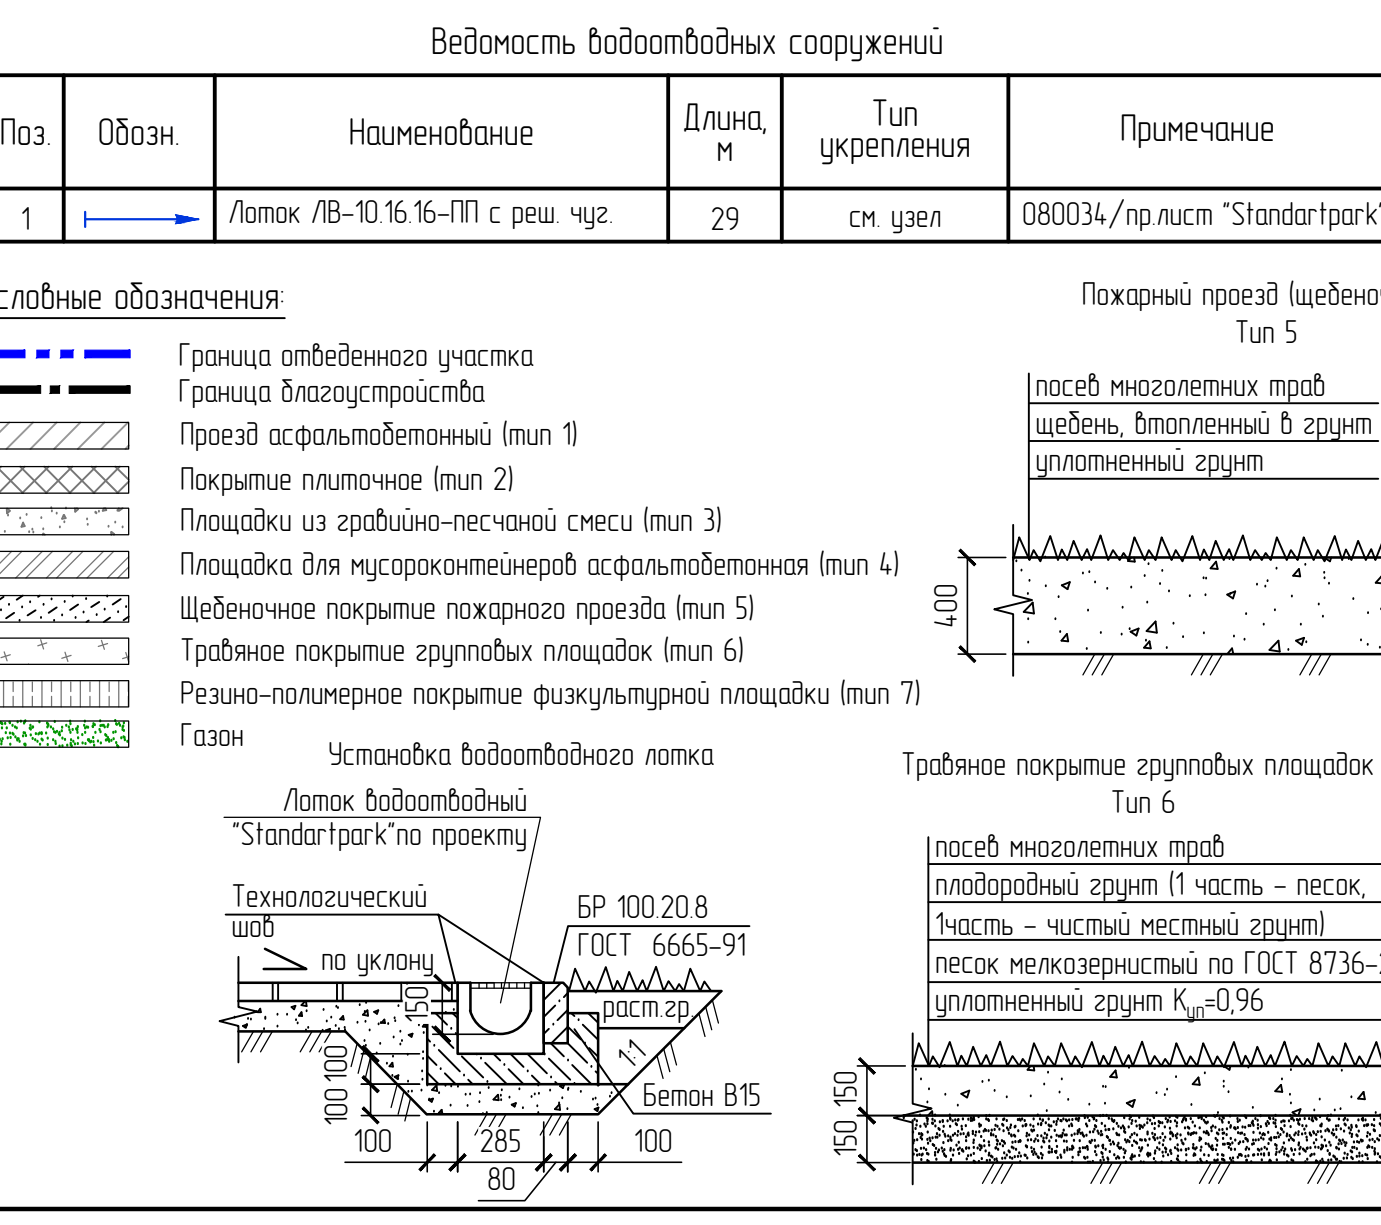 Ведомость водоотводных сооружений
Поз.
Обозн.
Наименование
Длина,
м
Тип
укрепления
Примечание
1
Лоток ЛВ-10.16.16-ПП с реш. чуг.
29
см. узел
080034/пр.лист "Standartpark"
словные обозначения:
Граница отведенного участка
Граница благоустройства
Проезд асфальтобетонный (тип 1)
Покрытие плиточное (тип 2)
Площадки из гравийно-песчаной смеси (тип 3)
Площадка для мусороконтейнеров асфальтобетонная (тип 4)
Щебеночное покрытие пожарного проезда (тип 5)
Травяное покрытие групповых площадок (тип 6)
Резино-полимерное покрытие физкультурной площадки (тип 7)
Газон
Пожарный проезд (щебеноч
Тип 5
посев многолетних трав
щебень, втопленный в грунт
уплотненный грунт
400
Установка водоотводного лотка
Лоток водоотводный
"Standartpark"по проекту
Технологический
шов
по уклону
БР 100.20.8
ГОСТ 6665-91
раст.гр.
1:1
Бетон В15
150
100
100
100
285
100
80
Травяное покрытие групповых площадок
Тип 6
посев многолетних трав
плодородный грунт (1 часть - песок,
1часть - чистый местный грунт)
песок мелкозернистый по ГОСТ 8736-
уплотненный грунт Kуп=0,96
150
150